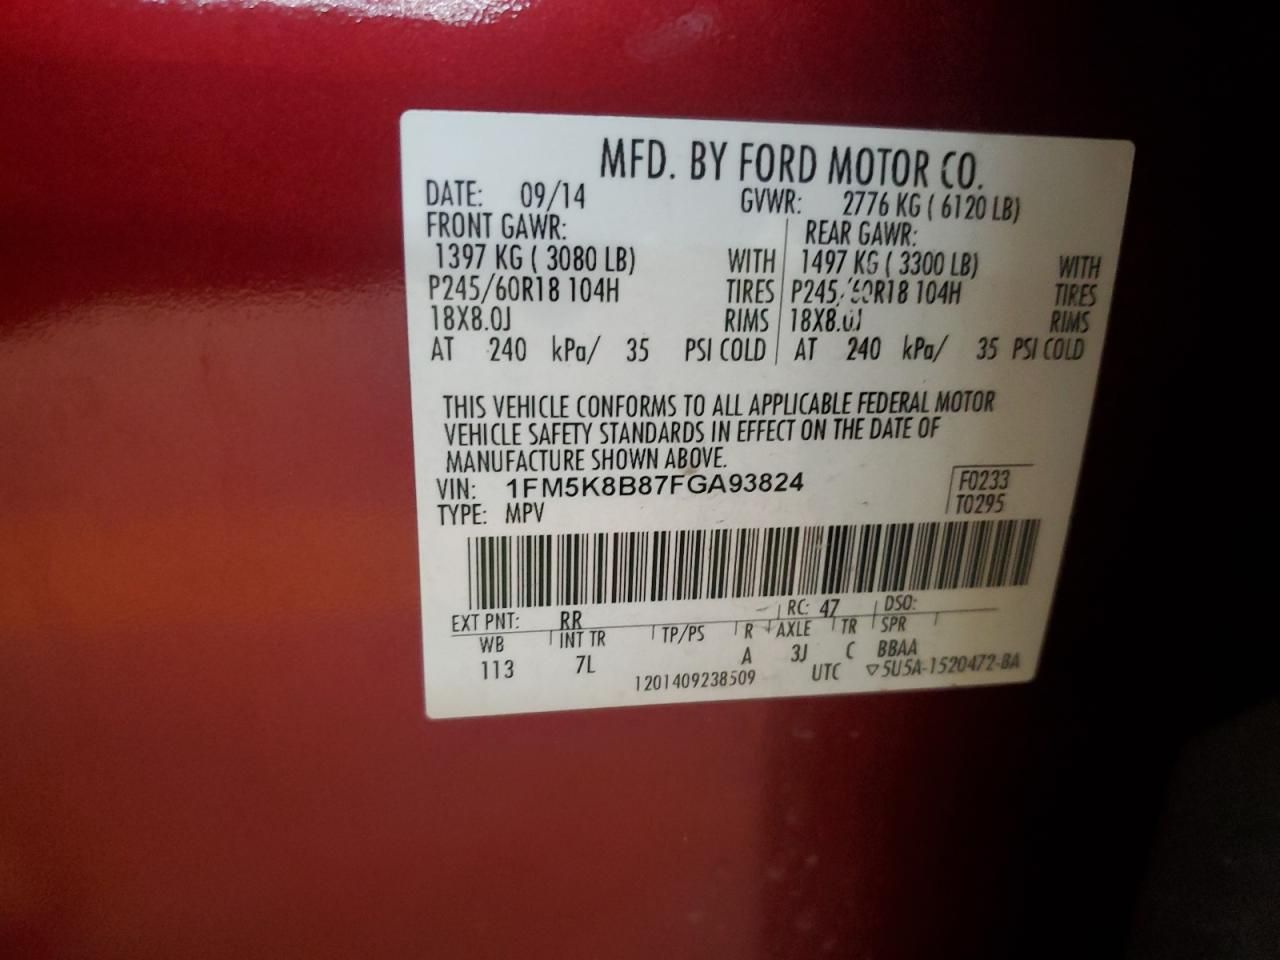 MFD. BY FORD MOTOR CO.
DATE: 09/14 GVWR: 2776 KG ( 6120 LB)
FRONT GAWR: REAR GAWR:
1397 KG ( 3080 LB) WITH 1497 KG ( 3300 LB) WITH
P245/60R18 104H TIRES P245/60R18 104H TIRES
18X8.0J RIMS 18X8.0J RIMS
AT 240 kPa/ 35 PSI COLD AT 240 kPa/ 35 PSI COLD
THIS VEHICLE CONFORMS TO ALL APPLICABLE FEDERAL MOTOR
VEHICLE SAFETY STANDARDS IN EFFECT ON THE DATE OF
MANUFACTURE SHOWN ABOVE.
VIN: 1FM5K8B87FGA93824 F0233
TYPE: MPV T0295
EXT PNT: RR RC: 47 DSO:
WB INT TR TP/PS R AXLE TR SPR
113 7L A 3J C BBAA
1201409238509 UTC ▽5U5A-1520472-BA